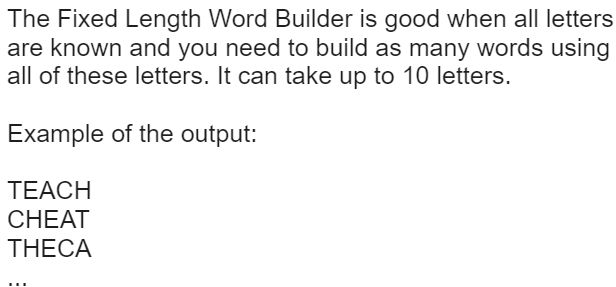 The Fixed Length Word Builder is good when all letters
are known and you need to build as many words using
all of these letters. It can take up to 10 letters.
Example of the output:
TEACH
CHEAT
THECA
...